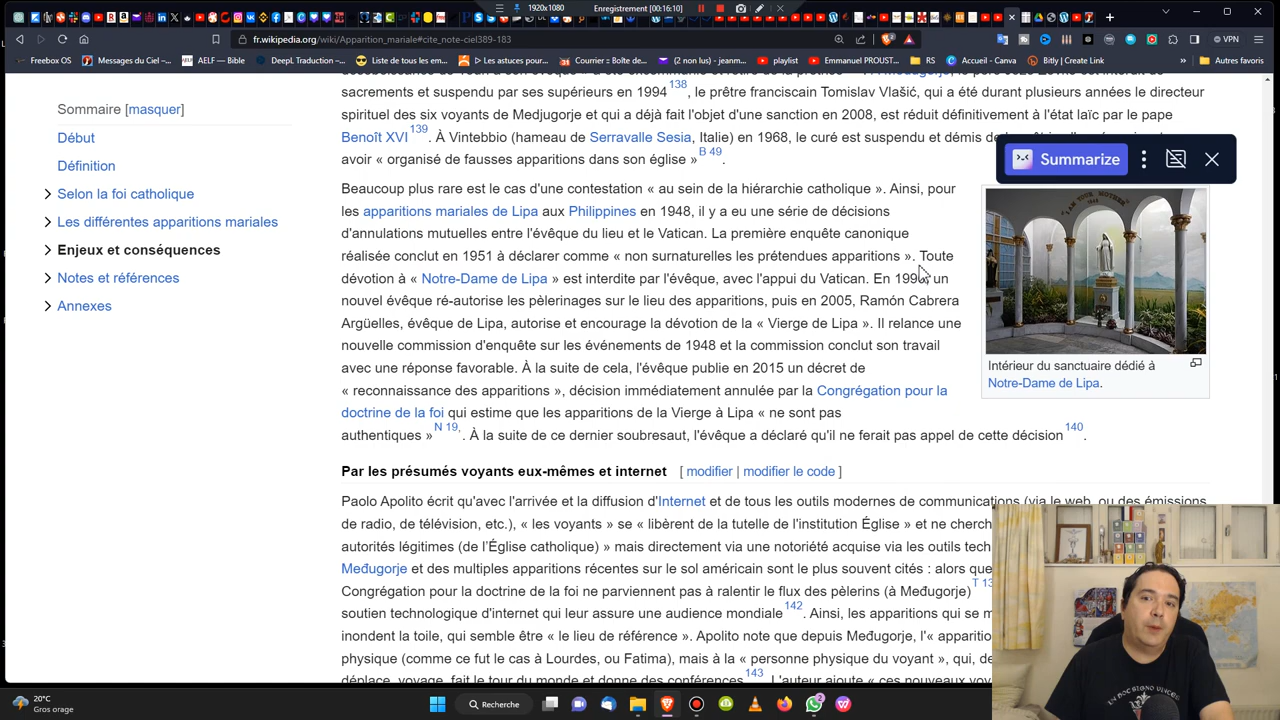 1920x1080
Enregistrement [00:16:10]
fr.wikipedia.org/wiki/Apparition_mariale#cite_note-ciel389-183
VPN
Freebox OS
Messages du Ciel –...
AELF — Bible
DeepL Traduction –...
Liste de tous les em...
▷ Les astuces pour...
Courrier :: Boîte de...
(2 non lus) - jeanm...
playlist
Emmanuel PROUST...
RS
Accueil - Canva
Bitly | Create Link
»
Autres favoris
Sommaire [masquer]
Début
Définition
Selon la foi catholique
Les différentes apparitions mariales
Enjeux et conséquences
Notes et références
Annexes
sacrements et suspendu par ses supérieurs en 1994 138, le prêtre franciscain Tomislav Vlašić, qui a été durant plusieurs années le directeur
spirituel des six voyants de Medjugorje et qui a déjà fait l'objet d'une sanction en 2008, est réduit définitivement à l'état laïc par le pape
Benoît XVI 139. À Vintebbio (hameau de Serravalle Sesia, Italie) en 1968, le curé est suspendu et démis de
avoir « organisé de fausses apparitions dans son église » B 49.
Summarize
Beaucoup plus rare est le cas d'une contestation « au sein de la hiérarchie catholique ». Ainsi, pour
les apparitions mariales de Lipa aux Philippines en 1948, il y a eu une série de décisions
d'annulations mutuelles entre l'évêque du lieu et le Vatican. La première enquête canonique
réalisée conclut en 1951 à déclarer comme « non surnaturelles les prétendues apparitions ». Toute
dévotion à « Notre-Dame de Lipa » est interdite par l'évêque, avec l'appui du Vatican. En 199 un
nouvel évêque ré-autorise les pèlerinages sur le lieu des apparitions, puis en 2005, Ramón Cabrera
Argüelles, évêque de Lipa, autorise et encourage la dévotion de la « Vierge de Lipa ». Il relance une
nouvelle commission d'enquête sur les événements de 1948 et la commission conclut son travail
avec une réponse favorable. À la suite de cela, l'évêque publie en 2015 un décret de
« reconnaissance des apparitions », décision immédiatement annulée par la Congrégation pour la
doctrine de la foi qui estime que les apparitions de la Vierge à Lipa « ne sont pas
authentiques » N 19,. À la suite de ce dernier soubresaut, l'évêque a déclaré qu'il ne ferait pas appel de cette décision 140.
"I AM YOUR MOTHER"
Intérieur du sanctuaire dédié à
Notre-Dame de Lipa.
Par les présumés voyants eux-mêmes et internet [ modifier | modifier le code ]
Paolo Apolito écrit qu'avec l'arrivée et la diffusion d'Internet et de tous les outils modernes de communications (via le web, ou des émissions
de radio, de télévision, etc.), « les voyants » se « libèrent de la tutelle de l'institution Église » et ne cherch
autorités légitimes (de l'Église catholique) » mais directement via une notoriété acquise via les outils tech
Međugorje et des multiples apparitions récentes sur le sol américain sont le plus souvent cités : alors que
Congrégation pour la doctrine de la foi ne parviennent pas à ralentir le flux des pèlerins (à Međugorje) T 13
soutien technologique d'internet qui leur assure une audience mondiale 142. Ainsi, les apparitions qui se m
inondent la toile, qui semble être « le lieu de référence ». Apolito note que depuis Međugorje, l'« apparitio
physique (comme ce fut le cas à Lourdes, ou Fatima), mais à la « personne physique du voyant », qui, de
déplace, voyage, fait le tour du monde et donne des conférences 143. L'auteur ajoute « ces nouveaux voy
IN HOC SIGNO VINCES
20°C
Gros orage
Recherche
2